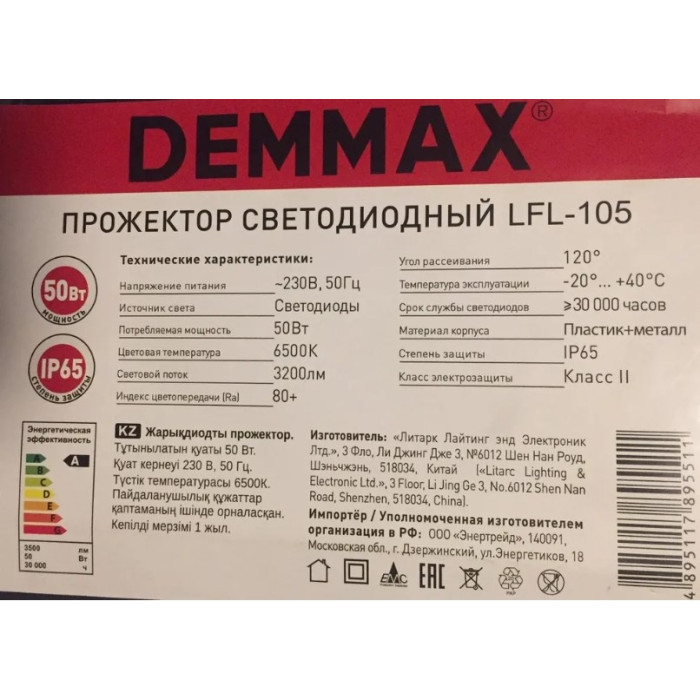 DEMMAX®
ПРОЖЕКТОР СВЕТОДИОДНЫЙ LFL-105
50Вт
МОЩНОСТЬ
IP65
степень защиты
Технические характеристики:
Напряжение питания ~230В, 50Гц
Источник света Светодиоды
Потребляемая мощность 50Вт
Цветовая температура 6500К
Световой поток 3200лм
Индекс цветопередачи (Ra) 80+
Угол рассеивания 120°
Температура эксплуатации -20°... +40°С
Срок службы светодиодов ≥30 000 часов
Материал корпуса Пластик+металл
Степень защиты IP65
Класс электрозащиты Класс II
Энергетическая
эффективность
A A
B
C
D
E
F
G
3500 лм
50 Вт
30 000 ч
KZ Жарықдиодты прожектор.
Тұтынылатын қуаты 50 Вт.
Қуат кернеуі 230 В, 50 Гц.
Түстік температурасы 6500К.
Пайдаланушылық құжаттар
қаптаманың ішінде орналасқан.
Кепілді мерзімі 1 жыл.
Изготовитель: «Литарк Лайтинг энд Электроник
Лтд.», 3 Фло, Ли Джинг Дже 3, №6012 Шен Нан Роуд,
Шэньчжэнь, 518034, Китай («Litarc Lighting &
Electronic Ltd.», 3 Floor, Li Jing Ge 3, No.6012 Shen Nan
Road, Shenzhen, 518034, China).
Импортёр / Уполномоченная изготовителем
организация в РФ: ООО «Энертрейд», 140091,
Московская обл., г. Дзержинский, ул.Энергетиков, 18
EMC
EAC
PAP
4895117895511